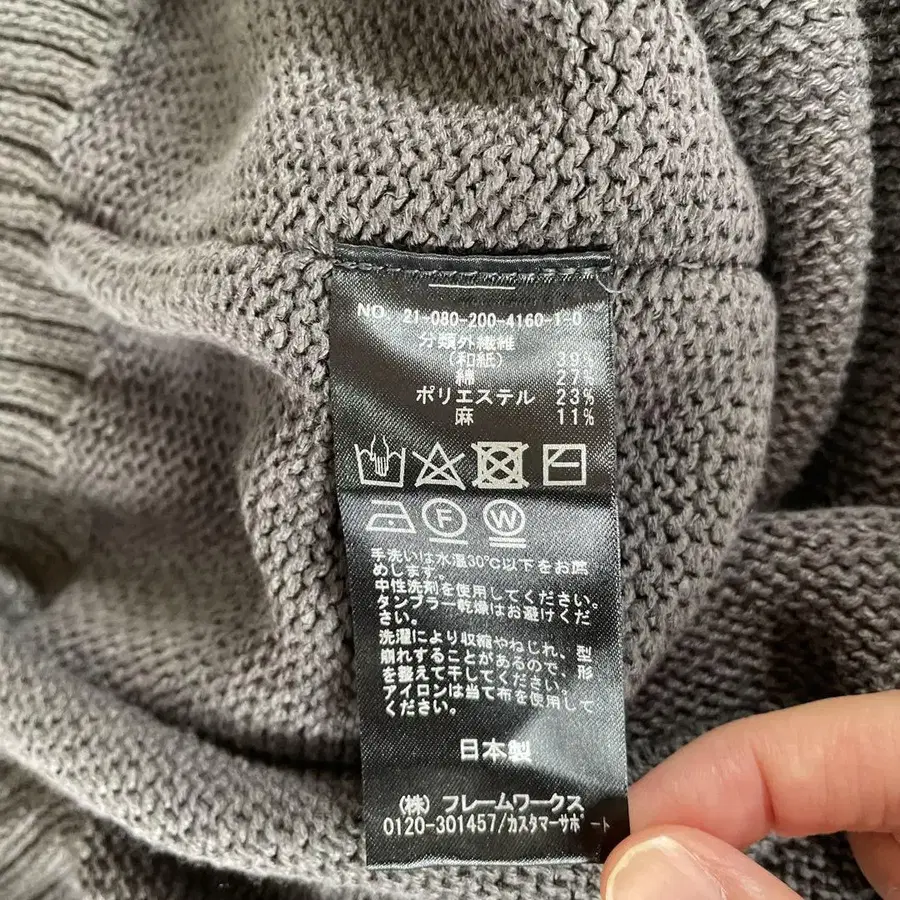 NO 21-080-200-4160-1-0
分類外繊維
(和紙) 39%
綿 27%
ポリエステル 23%
麻 11%
F W
手洗いは水温30℃以下をお薦
めします。
中性洗剤を使用してください。
タンブラー乾燥はお避けくだ
さい。
洗濯により収縮やねじれ、型
崩れすることがあるので、形
を整えて干してください。
アイロンは当て布を使用して
ください。
日本製
(株) フレームワークス
0120-301457/カスタマーサポート